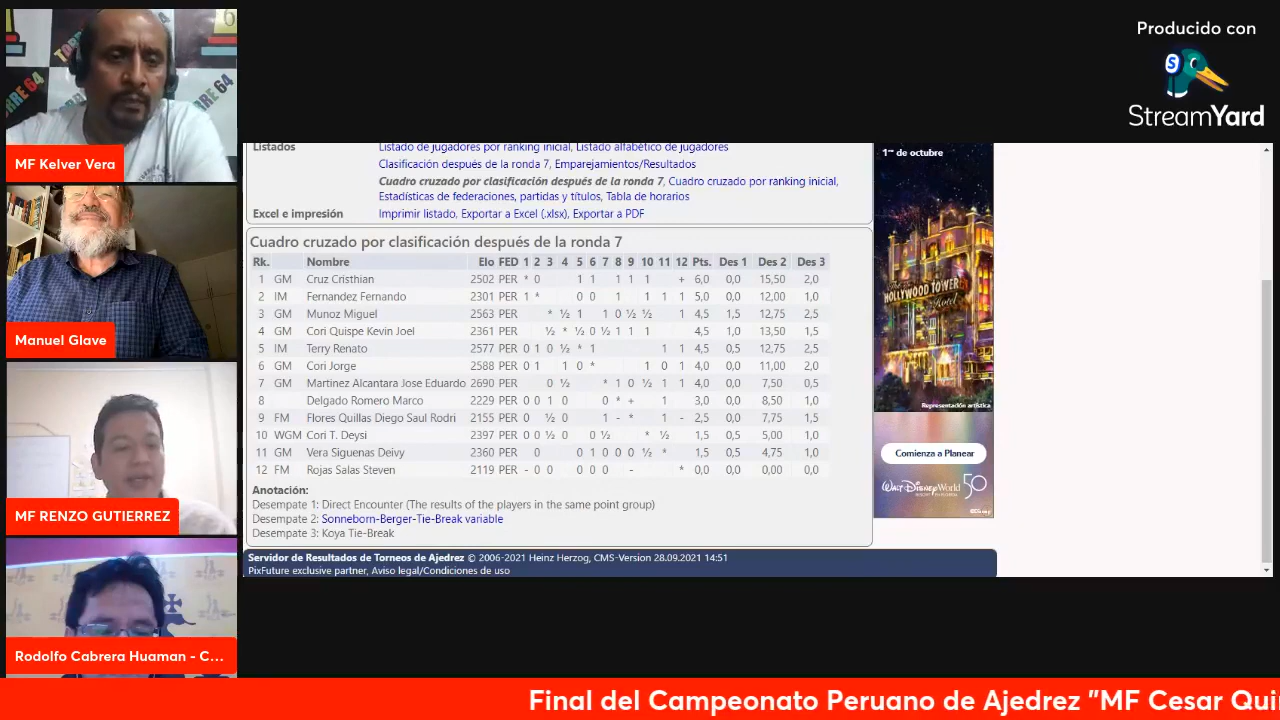 Producido con
StreamYard
TORRE 64
MF Kelver Vera
Manuel Glave
MF RENZO GUTIERREZ
Rodolfo Cabrera Huaman - C...
Listados
Listado de jugadores por ranking inicial, Listado alfabético de jugadores
Clasificación después de la ronda 7, Emparejamientos/Resultados
Cuadro cruzado por clasificación después de la ronda 7, Cuadro cruzado por ranking inicial,
Estadísticas de federaciones, partidas y títulos, Tabla de horarios
Excel e impresión Imprimir listado, Exportar a Excel (.xlsx), Exportar a PDF
Cuadro cruzado por clasificación después de la ronda 7
Rk. Nombre Elo FED 1 2 3 4 5 6 7 8 9 10 11 12 Pts. Des 1 Des 2 Des 3
1 GM Cruz Cristhian 2502 PER * 0 1 1 1 1 1 + 6,0 0,0 15,50 2,0
2 IM Fernandez Fernando 2301 PER 1 * 0 0 1 1 1 1 5,0 0,0 12,00 1,0
3 GM Munoz Miguel 2563 PER * ½ 1 1 0 ½ ½ 1 4,5 1,5 12,75 2,5
4 GM Cori Quispe Kevin Joel 2361 PER ½ * ½ 0 ½ 1 1 1 4,5 1,0 13,50 1,5
5 IM Terry Renato 2577 PER 0 1 0 ½ * 1 1 1 4,5 0,5 12,75 2,5
6 GM Cori Jorge 2588 PER 0 1 1 0 * 1 0 1 4,0 0,0 11,00 2,0
7 GM Martinez Alcantara Jose Eduardo 2690 PER 0 ½ * 1 0 ½ 1 1 4,0 0,0 7,50 0,5
8 Delgado Romero Marco 2229 PER 0 0 1 0 0 * + 1 3,0 0,0 8,50 1,0
9 FM Flores Quillas Diego Saul Rodri 2155 PER 0 ½ 0 1 - * 1 - 2,5 0,0 7,75 1,5
10 WGM Cori T. Deysi 2397 PER 0 0 ½ 0 0 ½ * ½ 1,5 0,5 5,00 1,0
11 GM Vera Siguenas Deivy 2360 PER 0 0 1 0 0 0 ½ * 1,5 0,5 4,75 1,0
12 FM Rojas Salas Steven 2119 PER - 0 0 0 0 0 - * 0,0 0,0 0,00 0,0
Anotación:
Desempate 1: Direct Encounter (The results of the players in the same point group)
Desempate 2: Sonneborn-Berger-Tie-Break variable
Desempate 3: Koya Tie-Break
Servidor de Resultados de Torneos de Ajedrez © 2006-2021 Heinz Herzog, CMS-Version 28.09.2021 14:51
PixFuture exclusive partner, Aviso legal/Condiciones de uso
1ro de octubre
HOLLYWOOD TOWER
Hotel
Representación artística
Comienza a Planear
Walt Disney World 50
Final del Campeonato Peruano de Ajedrez "MF Cesar Qui